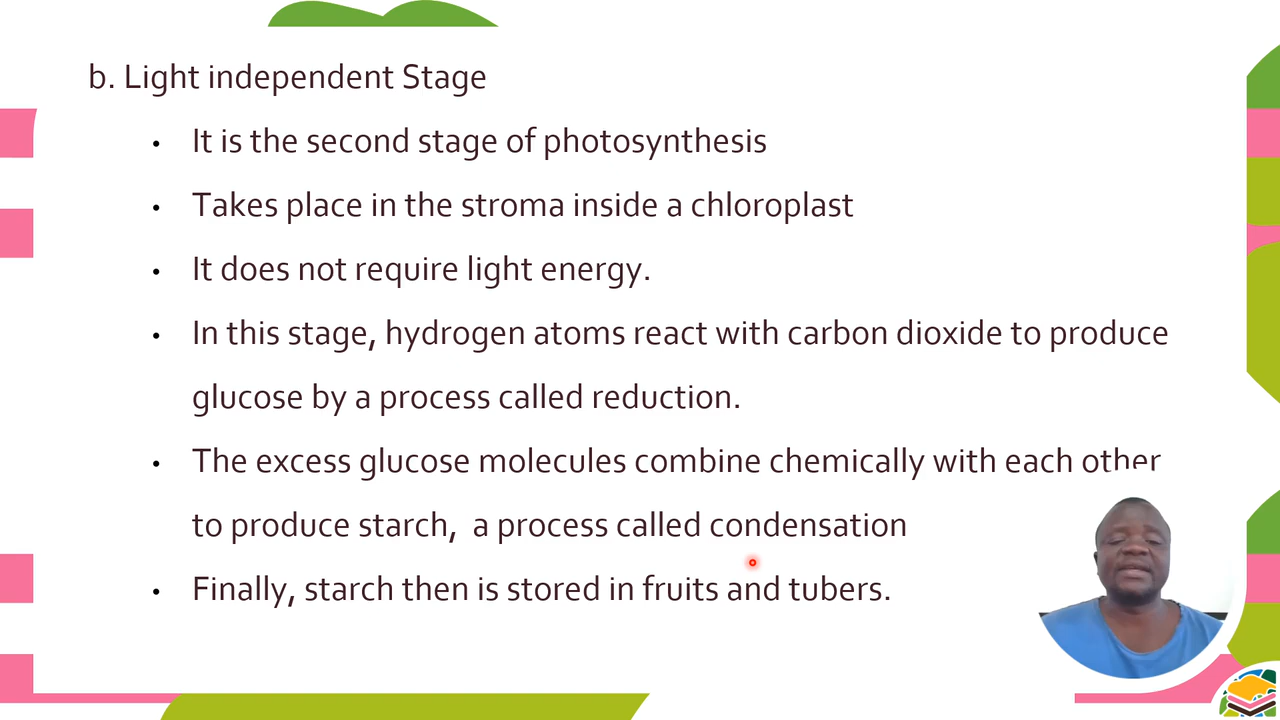 b. Light independent Stage
• It is the second stage of photosynthesis
• Takes place in the stroma inside a chloroplast
• It does not require light energy.
• In this stage, hydrogen atoms react with carbon dioxide to produce
glucose by a process called reduction.
• The excess glucose molecules combine chemically with each other
to produce starch,  a process called condensation
• Finally, starch then is stored in fruits and tubers.